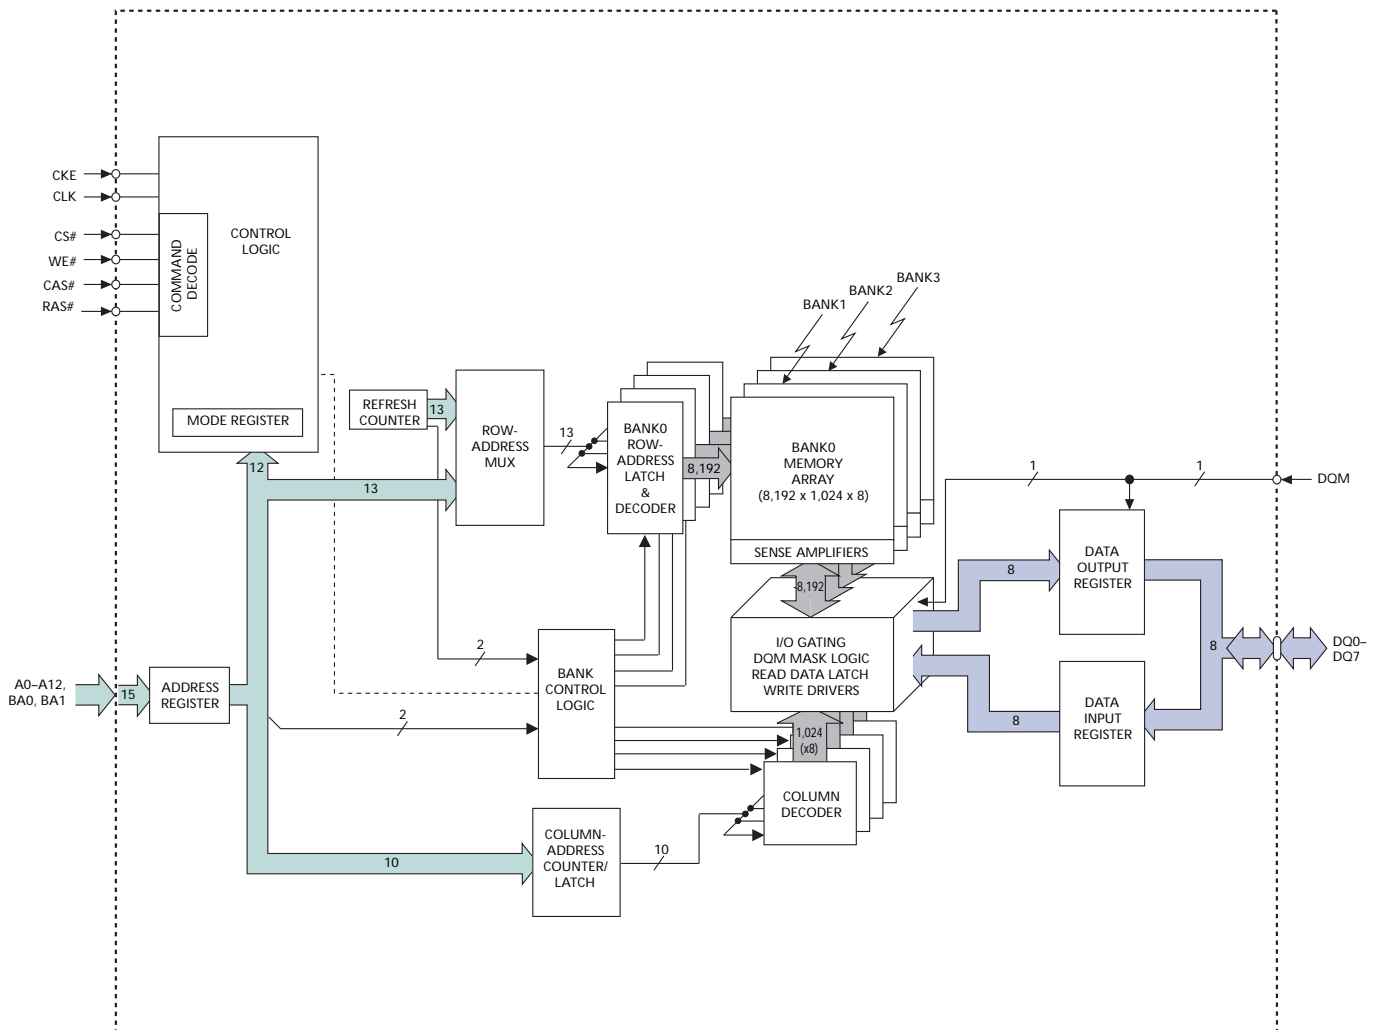 BANK3
BANK2
BANK1
CKE
CLK
CS#
WE#
CAS#
RAS#
COMMAND
DECODE
CONTROL
LOGIC
MODE REGISTER
12
REFRESH
COUNTER
13
13
ROW-
ADDRESS
MUX
13
BANK0
ROW-
ADDRESS
LATCH
&
DECODER
8,192
BANK0
MEMORY
ARRAY
(8,192 x 1,024 x 8)
SENSE AMPLIFIERS
8,192
I/O GATING
DQM MASK LOGIC
READ DATA LATCH
WRITE DRIVERS
1
1
DQM
8
DATA
OUTPUT
REGISTER
8
DQ0–
DQ7
8
DATA
INPUT
REGISTER
A0–A12,
BA0, BA1
15
ADDRESS
REGISTER
2
2
BANK
CONTROL
LOGIC
1,024
(x8)
COLUMN
DECODER
10
COLUMN-
ADDRESS
COUNTER/
LATCH
10